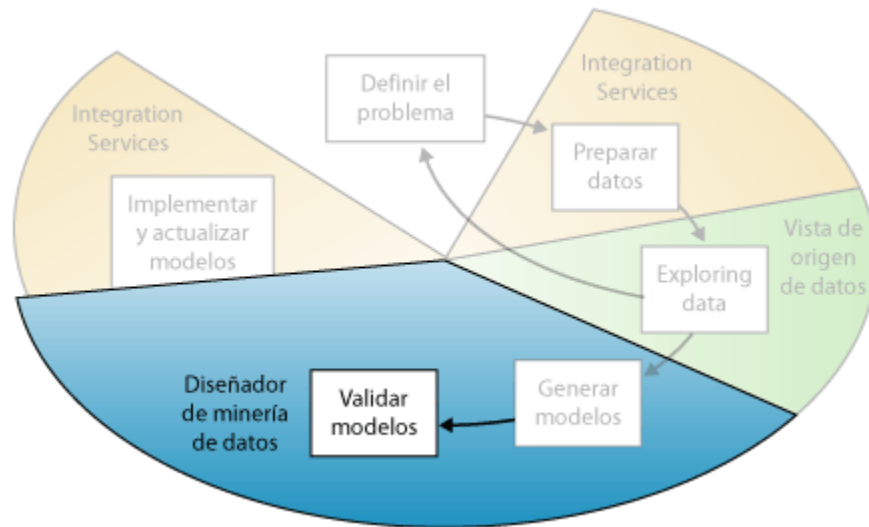 Definir el
problema
Integration
Services
Preparar
datos
Vista de
origen
de datos
Exploring
data
Generar
modelos
Validar
modelos
Diseñador
de minería
de datos
Implementar
y actualizar
modelos
Integration
Services